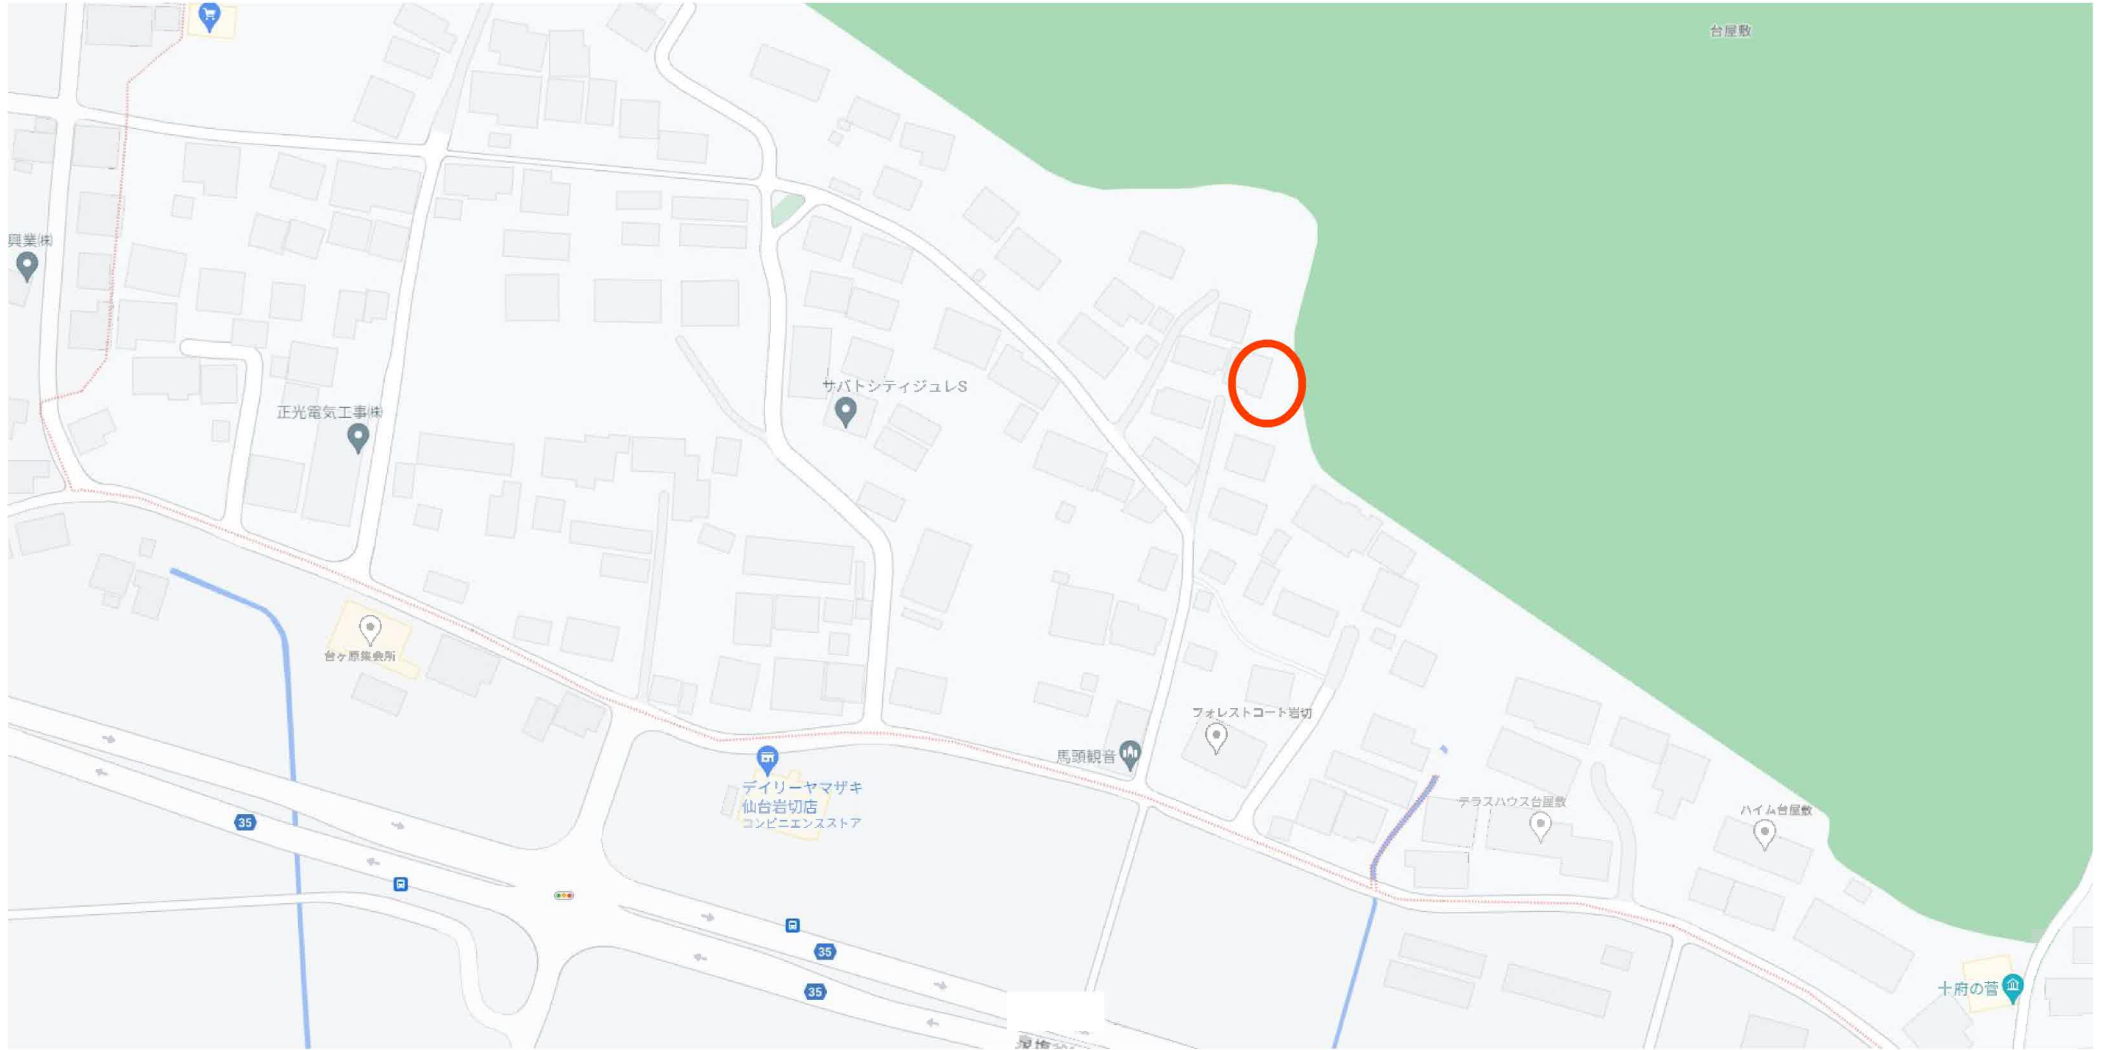 台屋敷
興業㈱
サバトシティジュレS
正光電気工事㈱
台ヶ原集会所
フォレストコート岩切
馬頭観音
デイリーヤマザキ
仙台岩切店
コンビニエンスストア
テラスハウス台屋敷
ハイム台屋敷
35
35
35
十府の菅